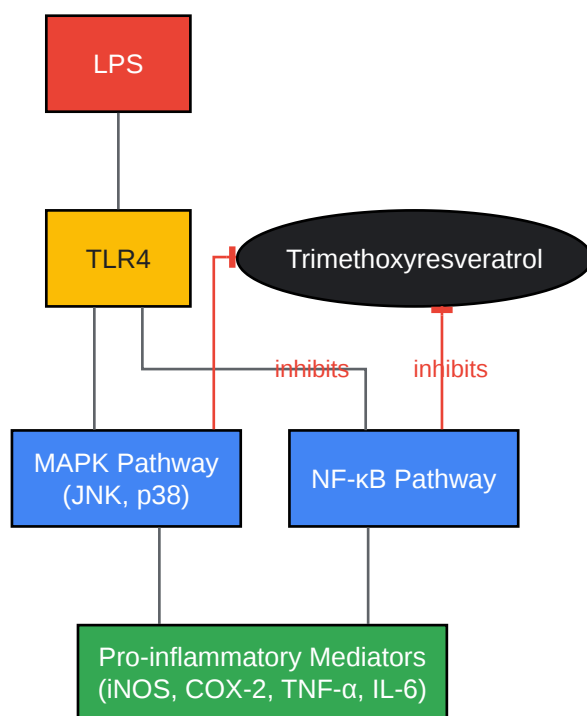 LPS
TLR4
Trimethoxyresveratrol
inhibits
inhibits
MAPK Pathway
(JNK, p38)
NF-κB Pathway
Pro-inflammatory Mediators
(iNOS, COX-2, TNF-α, IL-6)